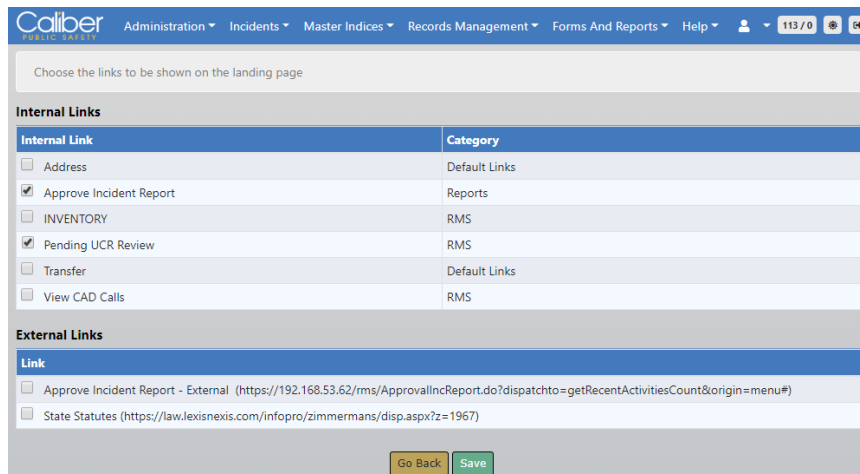 Caliber
PUBLIC SAFETY
Administration Incidents Master Indices Records Management Forms And Reports Help 113 / 0
Choose the links to be shown on the landing page
Internal Links
Internal Link Category
Address Default Links
Approve Incident Report Reports
INVENTORY RMS
Pending UCR Review RMS
Transfer Default Links
View CAD Calls RMS
External Links
Link
Approve Incident Report - External (https://192.168.53.62/rms/ApprovalIncReport.do?dispatchto=getRecentActivitiesCount&origin=menu#)
State Statutes (https://law.lexisnexis.com/infopro/zimmermans/disp.aspx?z=1967)
Go Back Save